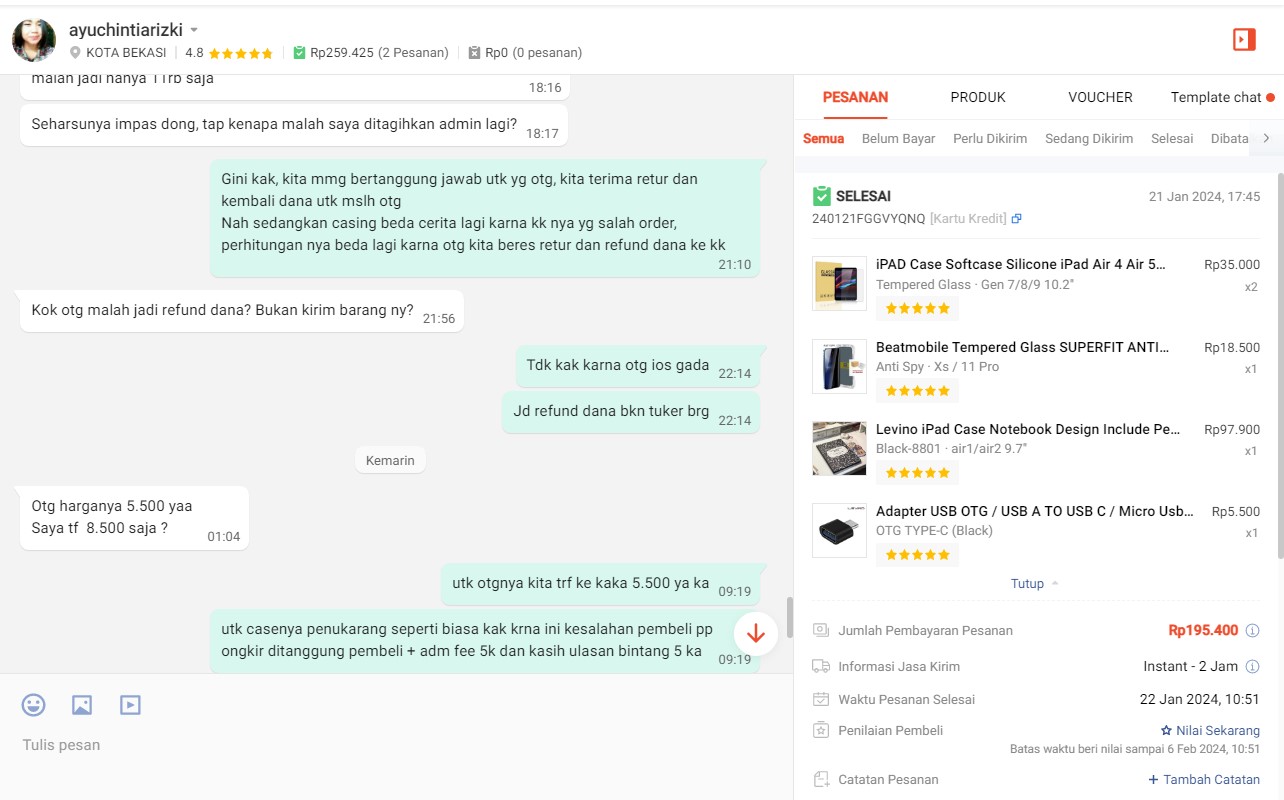 ayuchintiarizki
KOTA BEKASI 4.8 Rp259.425 (2 Pesanan) Rp0 (0 pesanan)
malah jadi hanya 11rb saja
18:16
Seharsunya impas dong, tap kenapa malah saya ditagihkan admin lagi?
18:17
Gini kak, kita mmg bertanggung jawab utk yg otg, kita terima retur dan
kembali dana utk mslh otg
Nah sedangkan casing beda cerita lagi karna kk nya yg salah order,
perhitungan nya beda lagi karna otg kita beres retur dan refund dana ke kk
21:10
Kok otg malah jadi refund dana? Bukan kirim barang ny?
21:56
Tdk kak karna otg ios gada
22:14
Jd refund dana bkn tuker brg
22:14
Kemarin
Otg harganya 5.500 yaa
Saya tf 8.500 saja ?
01:04
utk otgnya kita trf ke kaka 5.500 ya ka
09:19
utk casenya penukarang seperti biasa kak krna ini kesalahan pembeli pp
ongkir ditanggung pembeli + adm fee 5k dan kasih ulasan bintang 5 ka
09:19
Tulis pesan
PESANAN PRODUK VOUCHER Template chat
Semua Belum Bayar Perlu Dikirim Sedang Dikirim Selesai Dibata
SELESAI 21 Jan 2024, 17:45
240121FGGVYQNQ [Kartu Kredit]
iPAD Case Softcase Silicone iPad Air 4 Air 5... Rp35.000
Tempered Glass · Gen 7/8/9 10.2" x2
Beatmobile Tempered Glass SUPERFIT ANTI... Rp18.500
Anti Spy · Xs / 11 Pro x1
Levino iPad Case Notebook Design Include Pe... Rp97.900
Black-8801 · air1/air2 9.7" x1
Adapter USB OTG / USB A TO USB C / Micro Usb... Rp5.500
OTG TYPE-C (Black) x1
Tutup
Jumlah Pembayaran Pesanan Rp195.400
Informasi Jasa Kirim Instant - 2 Jam
Waktu Pesanan Selesai 22 Jan 2024, 10:51
Penilaian Pembeli Nilai Sekarang
Batas waktu beri nilai sampai 6 Feb 2024, 10:51
Catatan Pesanan + Tambah Catatan